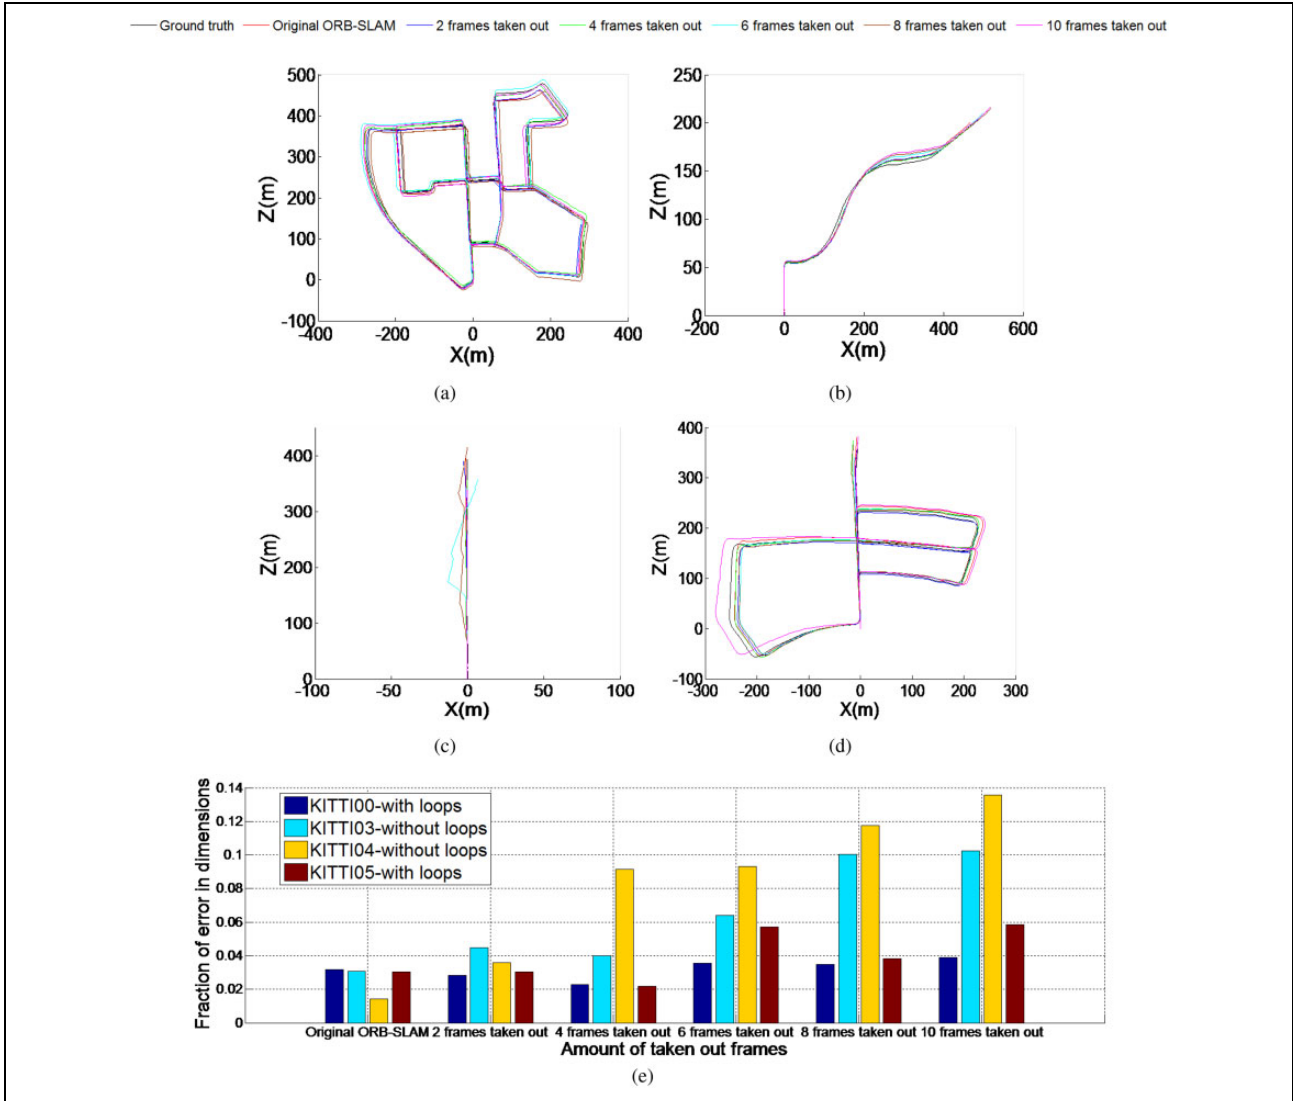 Ground truth Original ORB-SLAM 2 frames taken out 4 frames taken out 6 frames taken out 8 frames taken out 10 frames taken out
500
400
300
200
100
0
-100
Z(m)
-400 -200 0 200 400
X(m)
(a)
250
200
150
100
50
0
Z(m)
-200 0 200 400 600
X(m)
(b)
400
300
200
100
0
Z(m)
-100 -50 0 50 100
X(m)
(c)
400
300
200
100
0
-100
Z(m)
-300 -200 -100 0 100 200 300
X(m)
(d)
Fraction of error in dimensions
0.14
0.12
0.1
0.08
0.06
0.04
0.02
0
KITTI00-with loops
KITTI03-without loops
KITTI04-without loops
KITTI05-with loops
Original ORB-SLAM 2 frames taken out 4 frames taken out 6 frames taken out 8 frames taken out 10 frames taken out
Amount of taken out frames
(e)